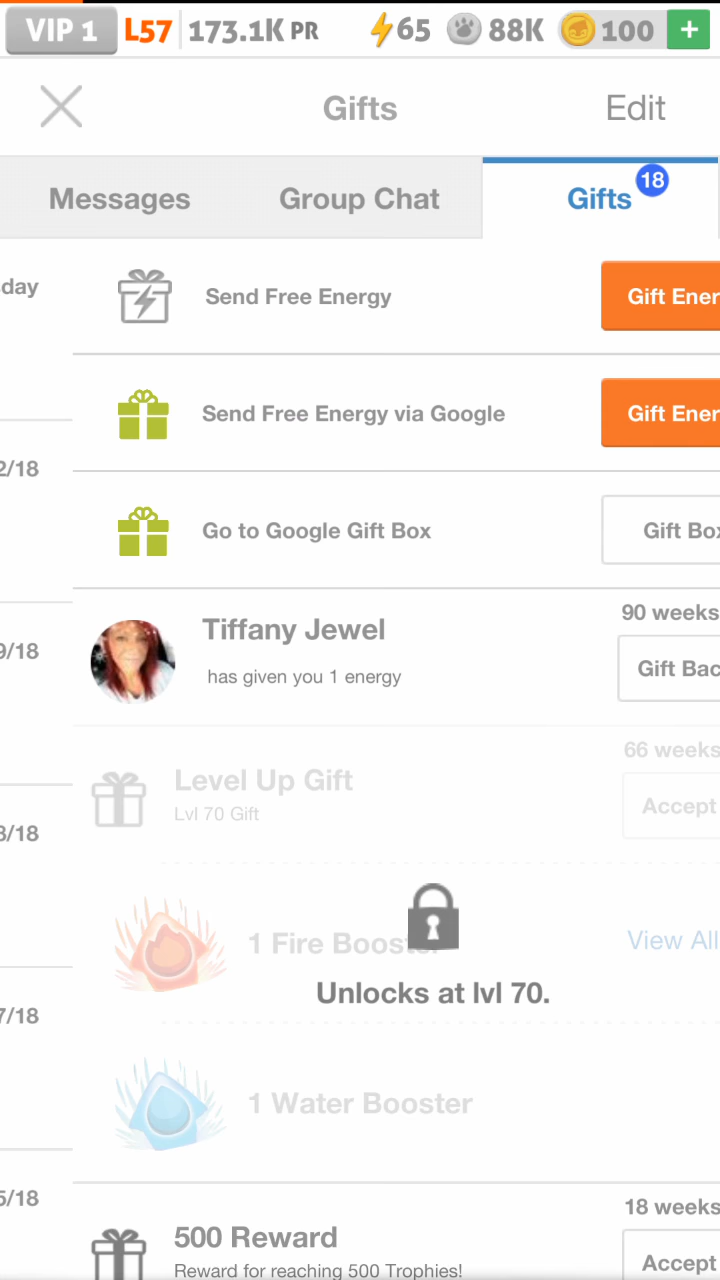 VIP 1 L57 173.1K PR 65 88K 100 +
Gifts Edit
Messages Group Chat Gifts 18
day
Send Free Energy Gift Ener
Send Free Energy via Google Gift Ener
2/18
Go to Google Gift Box Gift Box
Tiffany Jewel 90 weeks
9/18
has given you 1 energy Gift Bac
Level Up Gift 66 weeks
Lvl 70 Gift Accept
8/18
1 Fire Booster View All
Unlocks at lvl 70.
7/18
1 Water Booster
5/18
18 weeks
500 Reward
Reward for reaching 500 Trophies! Accept